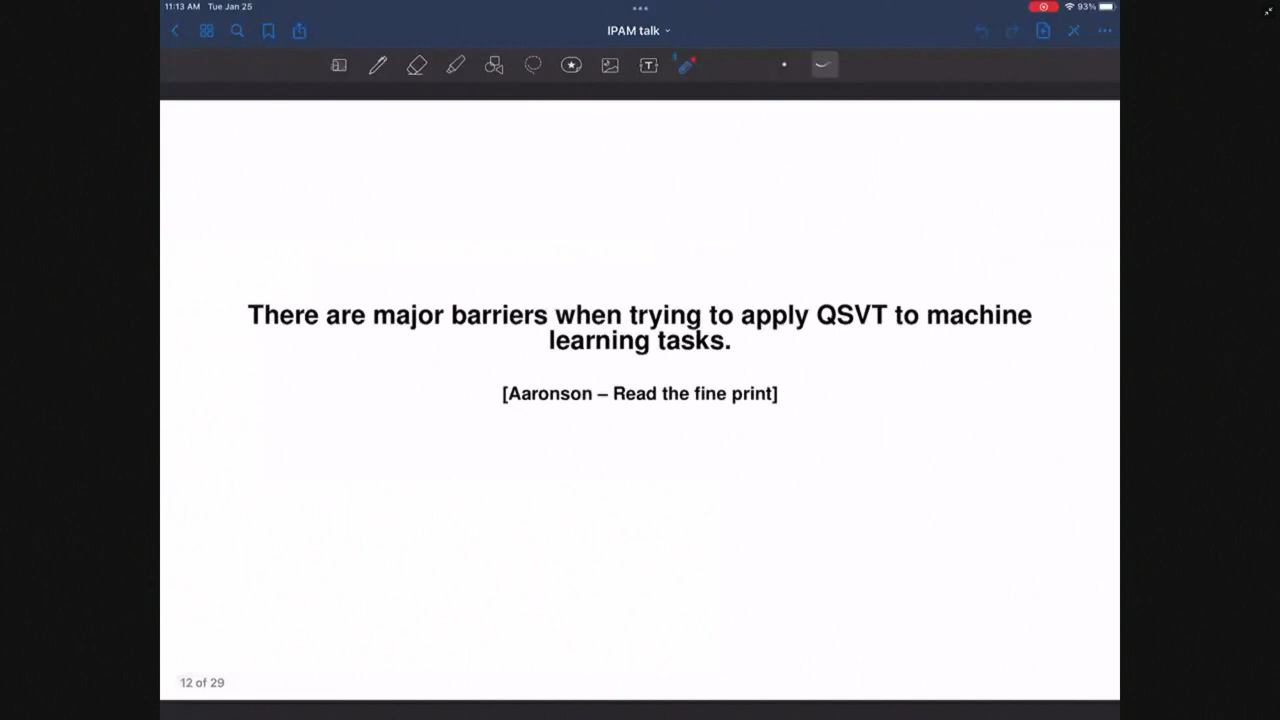 11:13 AM Tue Jan 25
93%
IPAM talk
T
There are major barriers when trying to apply QSVT to machine
learning tasks.
[Aaronson – Read the fine print]
12 of 29